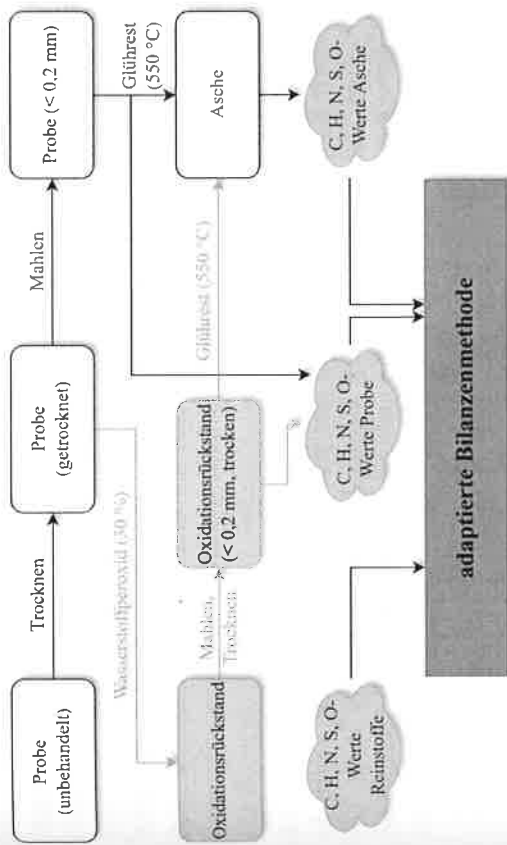 Probe
(unbehandelt)
Trocknen
Probe
(getrocknet)
Mahlen
Probe (< 0,2 mm)
Wasserstoffperoxid (30 %)
Glührest
(550 °C)
Oxidationsrückstand
Mahlen,
Trocknen
Oxidationsrückstand
(< 0,2 mm, trocken)
Glührest (550 °C)
Asche
C, H, N, S, O-
Werte
Reinstoffe
C, H, N, S, O-
Werte Probe
C, H, N, S, O-
Werte Asche
adaptierte Bilanzenmethode